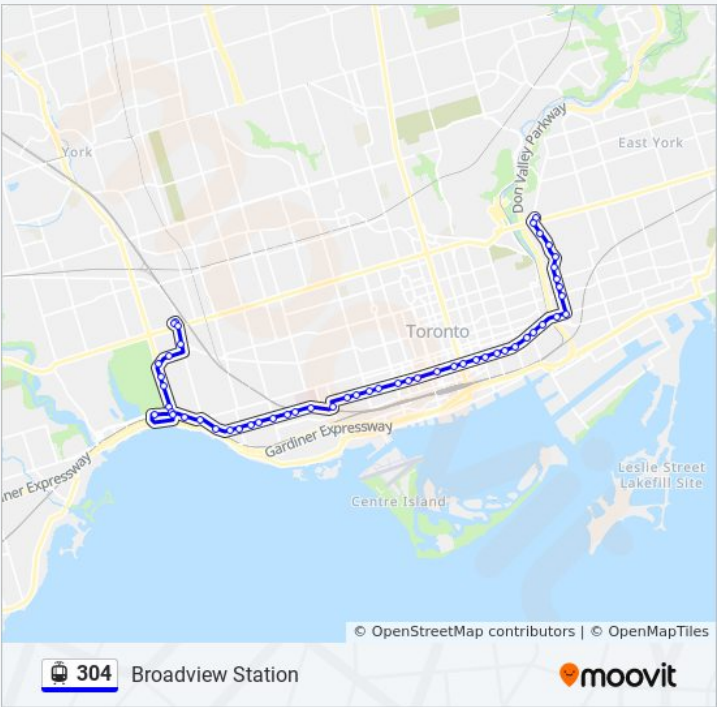 York
East York
Don Valley Parkway
Toronto
Gardiner Expressway
iner Expressway
Leslie Street
Lakefill Site
Centre Island
© OpenStreetMap contributors | © OpenMapTiles
304 Broadview Station
moovit